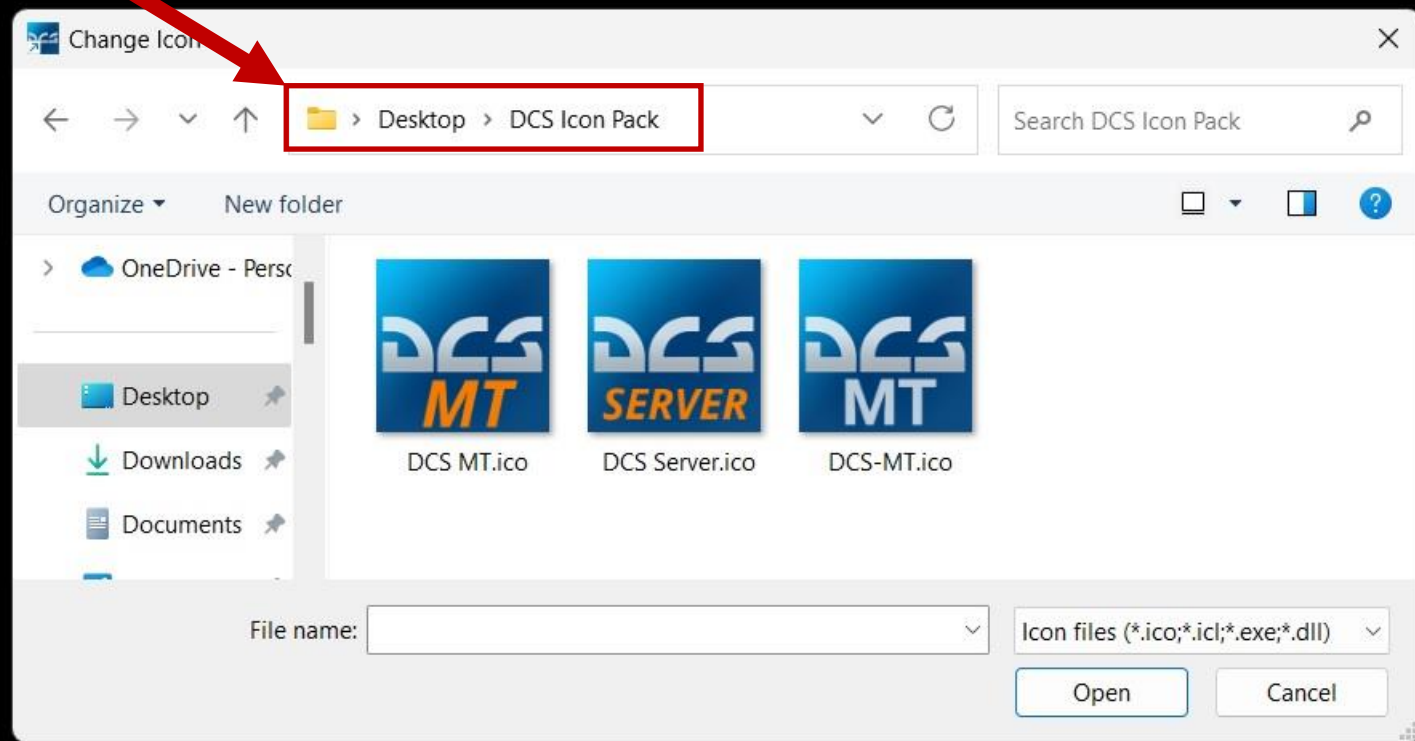 Change Icon
Desktop > DCS Icon Pack
Search DCS Icon Pack
Organize
New folder
OneDrive - Perso
Desktop
Downloads
Documents
DCS
MT
DCS MT.ico
DCS
SERVER
DCS Server.ico
DCS
MT
DCS-MT.ico
File name:
Icon files (*.ico;*.icl;*.exe;*.dll)
Open
Cancel